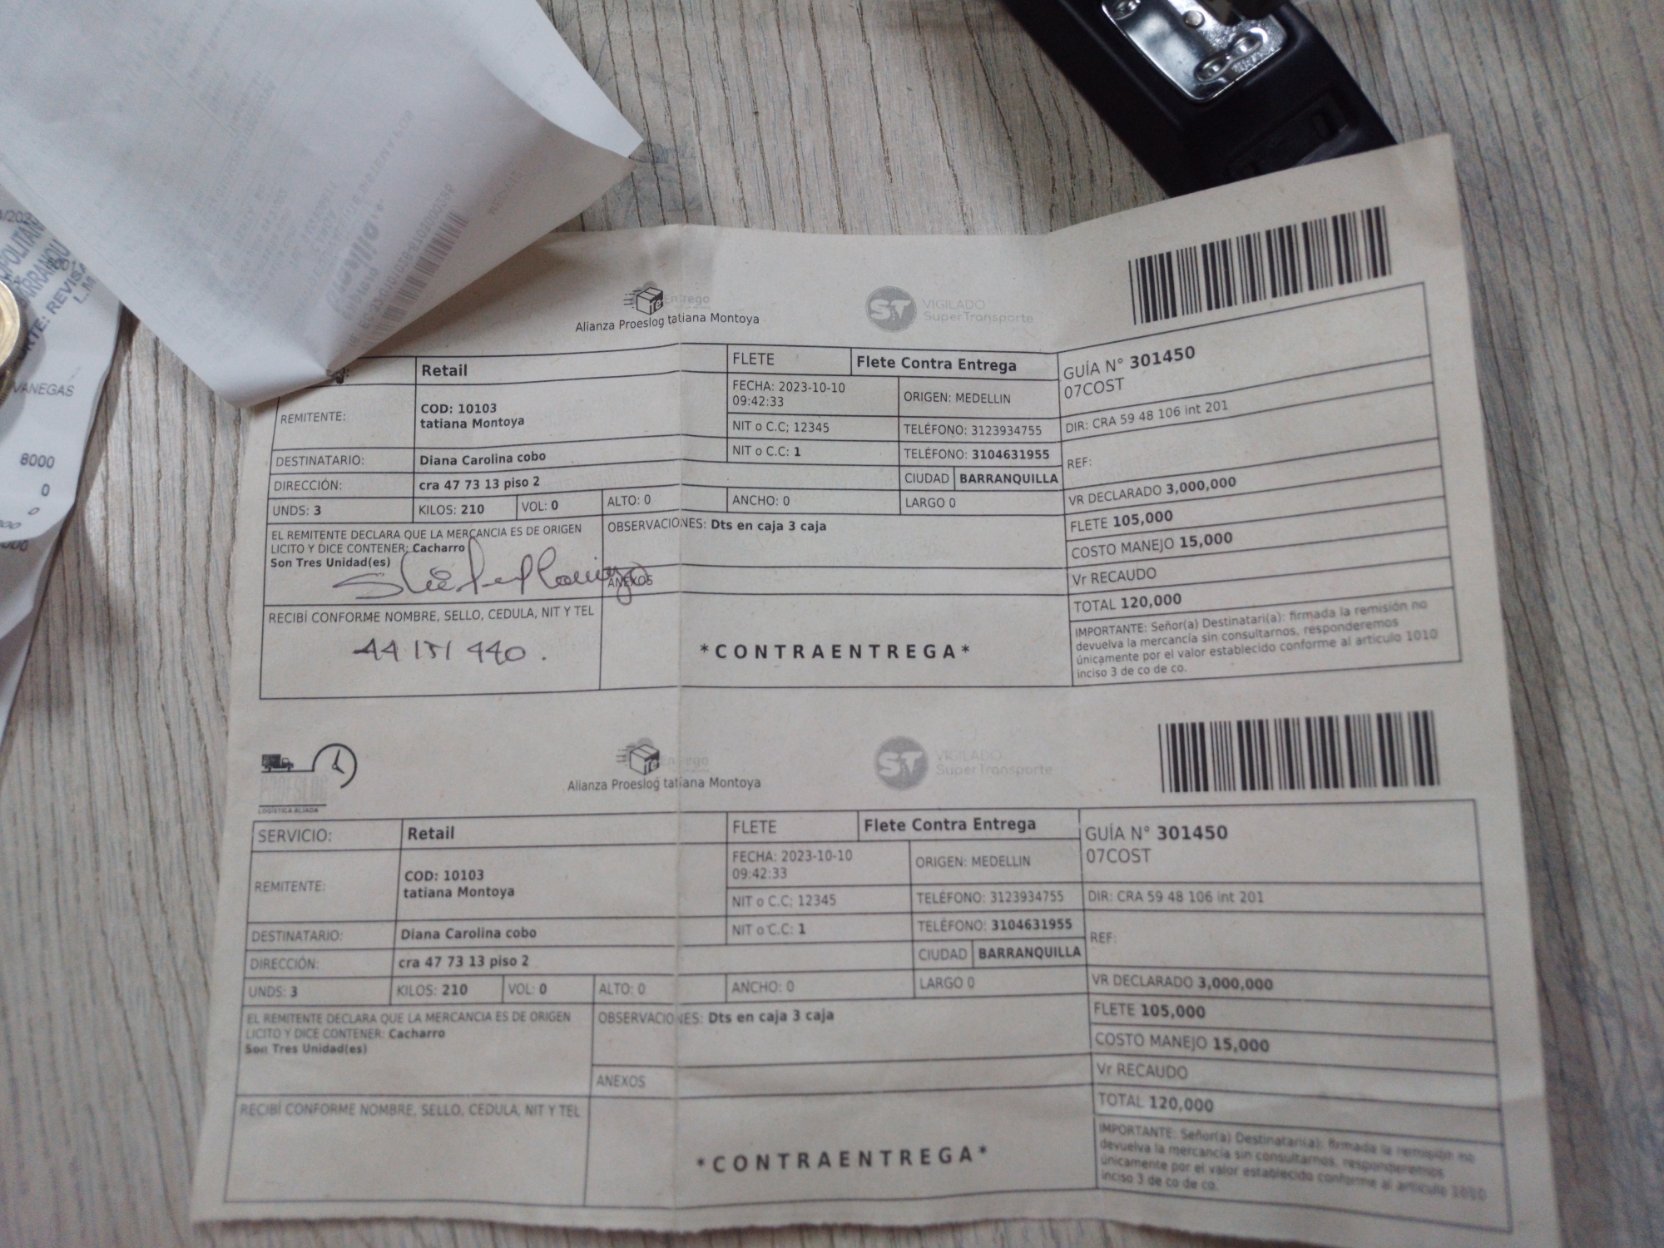 Alianza Proeslog tatiana Montoya
ST VIGILADO
SuperTransporte
Retail
FLETE
Flete Contra Entrega
GUÍA N° 301450
07COST
REMITENTE:
COD: 10103
tatiana Montoya
FECHA: 2023-10-10
09:42:33
ORIGEN: MEDELLIN
DIR: CRA 59 48 106 int 201
NIT o C.C; 12345
TELÉFONO: 3123934755
DESTINATARIO:
Diana Carolina cobo
NIT o C.C: 1
TELÉFONO: 3104631955
REF:
DIRECCIÓN:
cra 47 73 13 piso 2
CIUDAD
BARRANQUILLA
VR DECLARADO 3,000,000
UNDS: 3
KILOS: 210
VOL: 0
ALTO: 0
ANCHO: 0
LARGO 0
FLETE 105,000
EL REMITENTE DECLARA QUE LA MERCANCIA ES DE ORIGEN
LICITO Y DICE CONTENER: Cacharro
Son Tres Unidad(es)
OBSERVACIONES: Dts en caja 3 caja
COSTO MANEJO 15,000
ANEXOS
Vr RECAUDO
TOTAL 120,000
RECIBÍ CONFORME NOMBRE, SELLO, CEDULA, NIT Y TEL
*CONTRAENTREGA*
IMPORTANTE: Señor(a) Destinatari(a): firmada la remisión no
devuelva la mercancía sin consultarnos, responderemos
únicamente por el valor establecido conforme al articulo 1010
inciso 3 de co de co.
LOGÍSTICA ALIADA
Alianza Proeslog tatiana Montoya
ST VIGILADO
SuperTransporte
SERVICIO:
Retail
FLETE
Flete Contra Entrega
GUÍA N° 301450
07COST
REMITENTE:
COD: 10103
tatiana Montoya
FECHA: 2023-10-10
09:42:33
ORIGEN: MEDELLIN
NIT o C.C; 12345
TELÉFONO: 3123934755
DIR: CRA 59 48 106 int 201
DESTINATARIO:
Diana Carolina cobo
NIT o C.C: 1
TELÉFONO: 3104631955
REF:
DIRECCIÓN:
cra 47 73 13 piso 2
CIUDAD
BARRANQUILLA
UNDS: 3
KILOS: 210
VOL: 0
ALTO: 0
ANCHO: 0
LARGO 0
VR DECLARADO 3,000,000
FLETE 105,000
EL REMITENTE DECLARA QUE LA MERCANCIA ES DE ORIGEN
LICITO Y DICE CONTENER: Cacharro
Son Tres Unidad(es)
OBSERVACIONES: Dts en caja 3 caja
COSTO MANEJO 15,000
ANEXOS
Vr RECAUDO
TOTAL 120,000
RECIBÍ CONFORME NOMBRE, SELLO, CEDULA, NIT Y TEL
*CONTRAENTREGA*
IMPORTANTE: Señor(a) Destinatari(a): firmada la remisión no
devuelva la mercancía sin consultarnos, responderemos
únicamente por el valor establecido conforme al articulo 1010
inciso 3 de co de co.
VANEGAS
8000
0
0